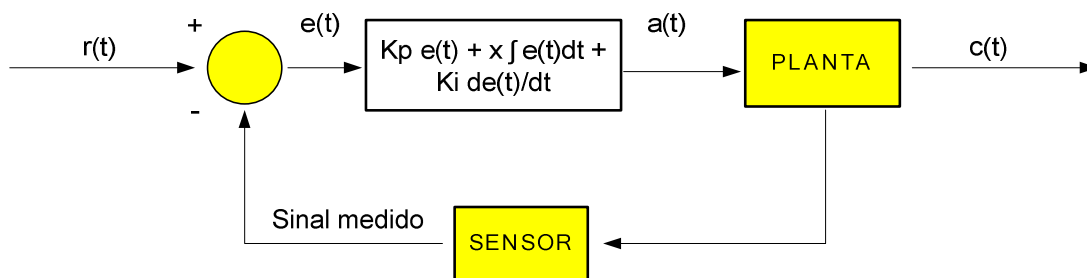 r(t)
+
-
e(t)
Kp e(t) + x ∫ e(t)dt +
Ki de(t)/dt
a(t)
PLANTA
c(t)
Sinal medido
SENSOR